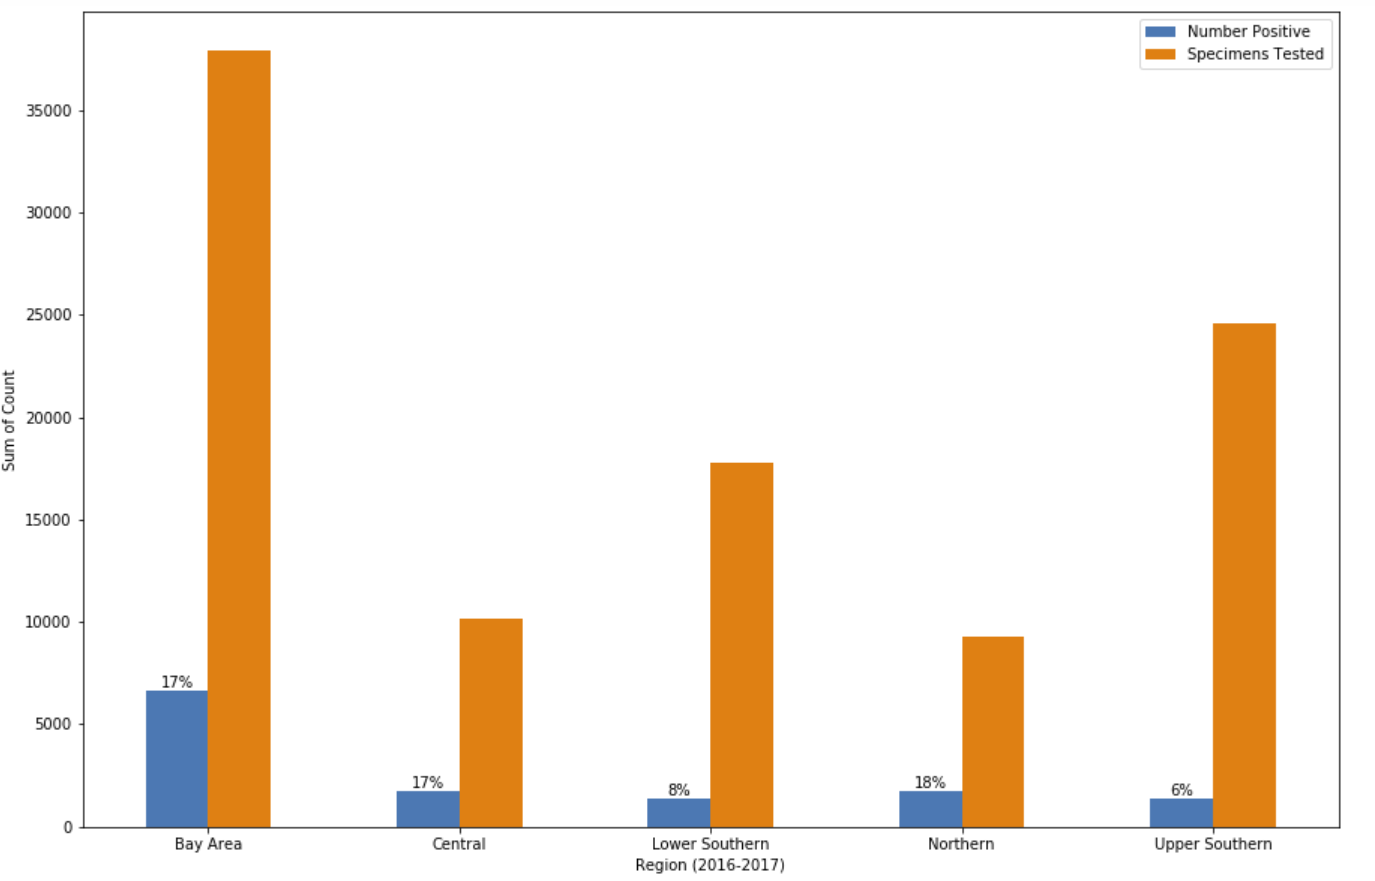 Number Positive
Specimens Tested
35000
30000
25000
20000
15000
10000
5000
0
Sum of Count
17%
17%
8%
18%
6%
Bay Area
Central
Lower Southern
Northern
Upper Southern
Region (2016-2017)